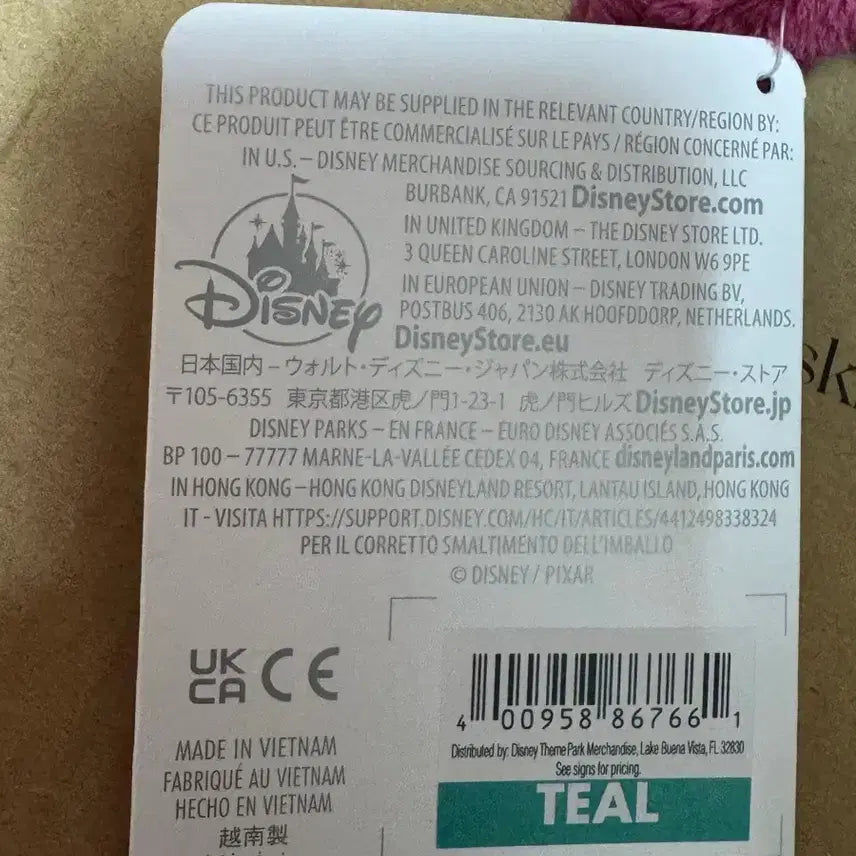 THIS PRODUCT MAY BE SUPPLIED IN THE RELEVANT COUNTRY/REGION BY:
CE PRODUIT PEUT ÊTRE COMMERCIALISÉ SUR LE PAYS / RÉGION CONCERNÉ PAR:
IN U.S. – DISNEY MERCHANDISE SOURCING & DISTRIBUTION, LLC
BURBANK, CA 91521 DisneyStore.com
IN UNITED KINGDOM – THE DISNEY STORE LTD.
3 QUEEN CAROLINE STREET, LONDON W6 9PE
IN EUROPEAN UNION – DISNEY TRADING BV,
POSTBUS 406, 2130 AK HOOFDDORP, NETHERLANDS.
DisneyStore.eu
DISNEY
日本国内 – ウォルト・ディズニー・ジャパン株式会社 ディズニー・ストア
〒105-6355 東京都港区虎ノ門1-23-1 虎ノ門ヒルズ DisneyStore.jp
DISNEY PARKS – EN FRANCE – EURO DISNEY ASSOCIÉS S.A.S.
BP 100 – 77777 MARNE-LA-VALLÉE CEDEX 04, FRANCE disneylandparis.com
IN HONG KONG – HONG KONG DISNEYLAND RESORT, LANTAU ISLAND, HONG KONG
IT - VISITA HTTPS://SUPPORT.DISNEY.COM/HC/IT/ARTICLES/4412498338324
PER IL CORRETTO SMALTIMENTO DELL'IMBALLO
© DISNEY / PIXAR
UK
CA CE
MADE IN VIETNAM
FABRIQUÉ AU VIETNAM
HECHO EN VIETNAM
越南製
4 00958 86766 1
Distributed by: Disney Theme Park Merchandise, Lake Buena Vista, FL 32830
See signs for pricing.
TEAL